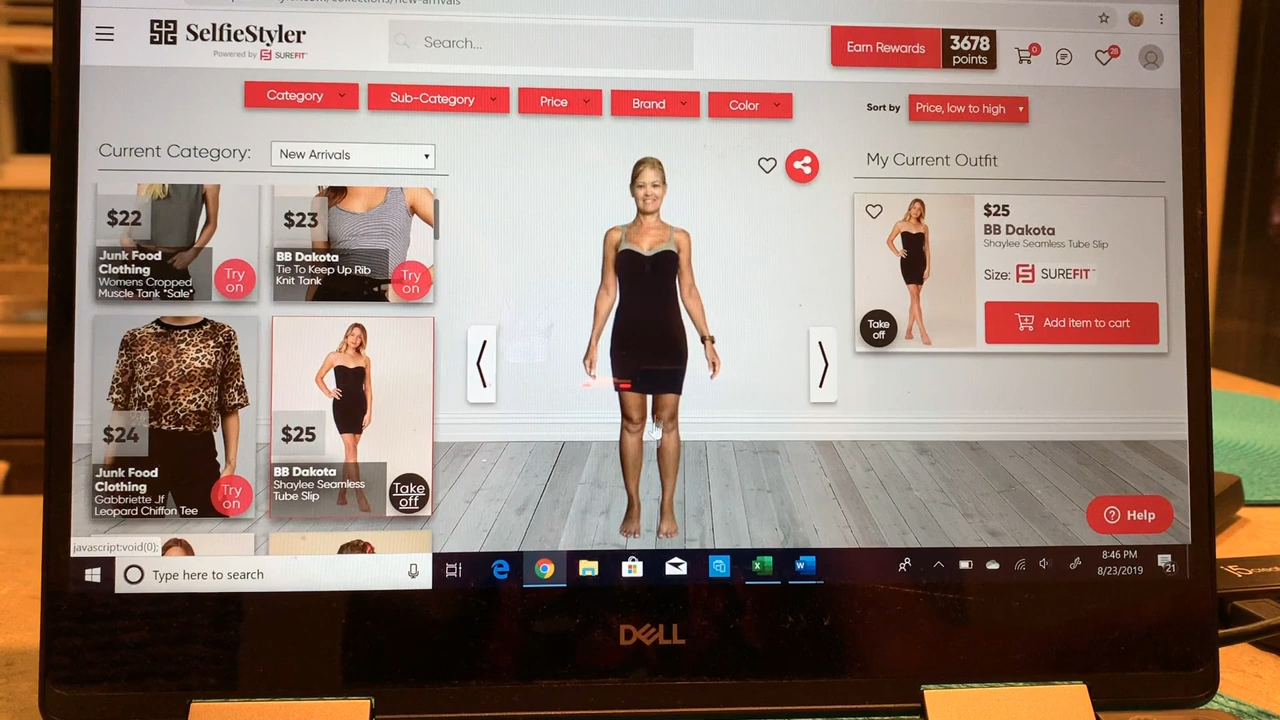 SelfieStyler
Powered by SUREFIT™
Search...
Earn Rewards
3678
points
0
28
Category
Sub-Category
Price
Brand
Color
Sort by
Price, low to high
Current Category:
New Arrivals
My Current Outfit
$22
Junk Food
Clothing
Womens Cropped
Muscle Tank "Sale"
Try
on
$23
BB Dakota
Tie To Keep Up Rib
Knit Tank
Try
on
$24
Junk Food
Clothing
Gabbriette Jf
Leopard Chiffon Tee
Try
on
$25
BB Dakota
Shaylee Seamless
Tube Slip
Take
off
$25
BB Dakota
Shaylee Seamless Tube Slip
Size: SUREFIT™
Take
off
Add item to cart
Help
javascript:void(0);
Type here to search
8:46 PM
8/23/2019
21
DELL